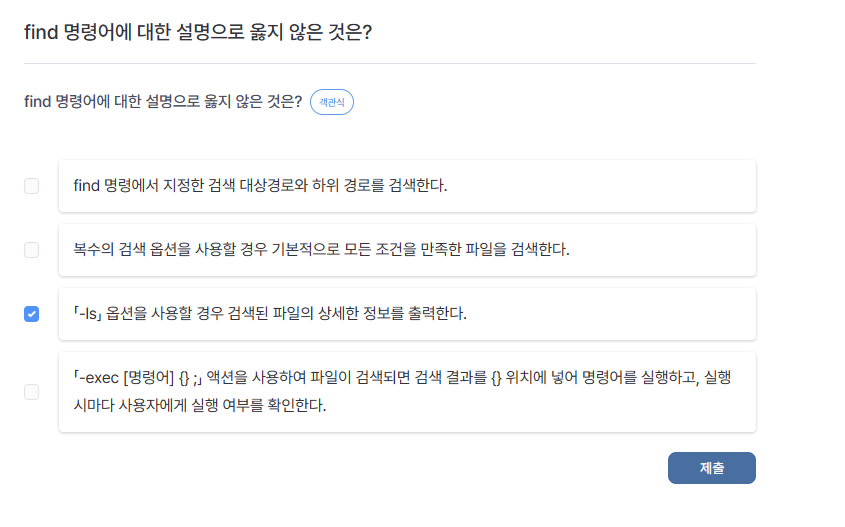 find 명령어에 대한 설명으로 옳지 않은 것은?
find 명령어에 대한 설명으로 옳지 않은 것은? 객관식
find 명령에서 지정한 검색 대상경로와 하위 경로를 검색한다.
복수의 검색 옵션을 사용할 경우 기본적으로 모든 조건을 만족한 파일을 검색한다.
「-ls」 옵션을 사용할 경우 검색된 파일의 상세한 정보를 출력한다.
「-exec [명령어] {} ;」 액션을 사용하여 파일이 검색되면 검색 결과를 {} 위치에 넣어 명령어를 실행하고, 실행
시마다 사용자에게 실행 여부를 확인한다.
제출